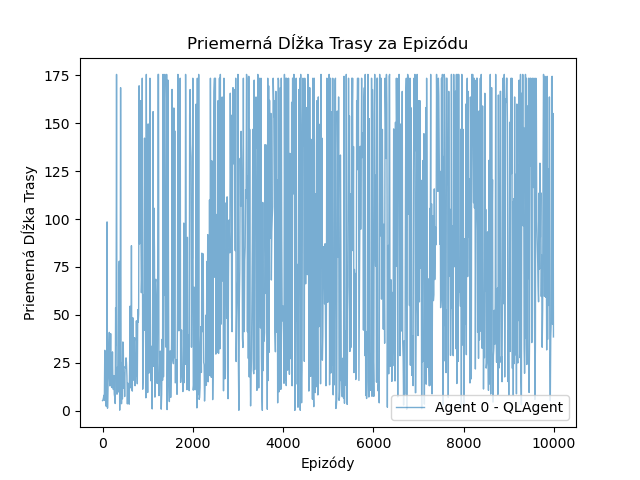 Priemerná Dĺžka Trasy za Epizódu
Priemerná Dĺžka Trasy
175
150
125
100
75
50
25
0
Agent 0 - QLAgent
0 2000 4000 6000 8000 10000
Epizódy